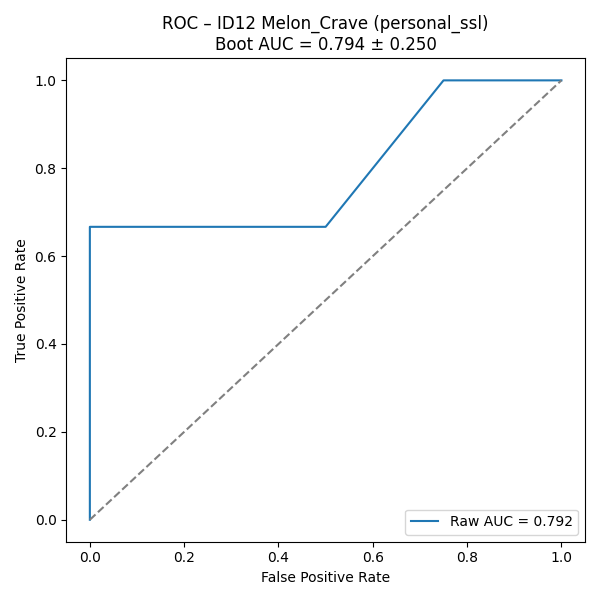 ROC – ID12 Melon_Crave (personal_ssl)
Boot AUC = 0.794 ± 0.250
True Positive Rate
1.0
0.8
0.6
0.4
0.2
0.0
Raw AUC = 0.792
0.0 0.2 0.4 0.6 0.8 1.0
False Positive Rate